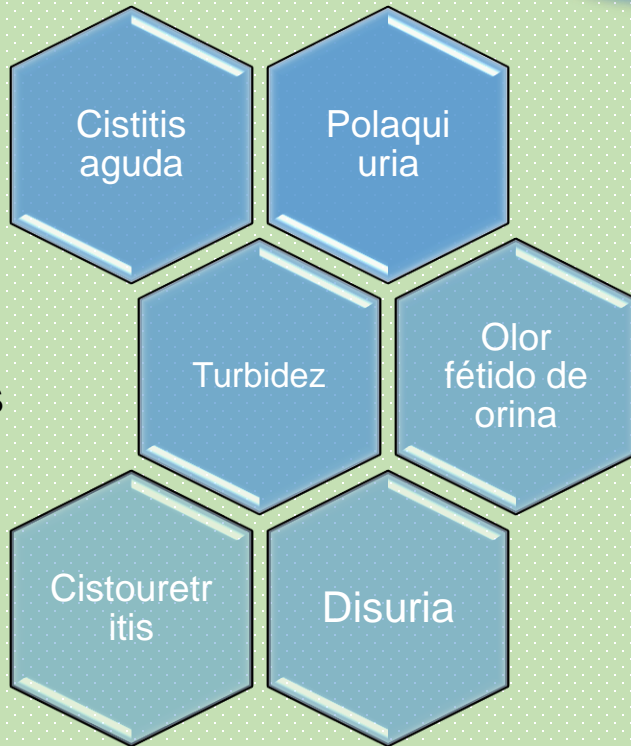 Cistitis
aguda
Polaqui
uria
Turbidez
Olor
fétido de
orina
s
Cistouretr
itis
Disuria